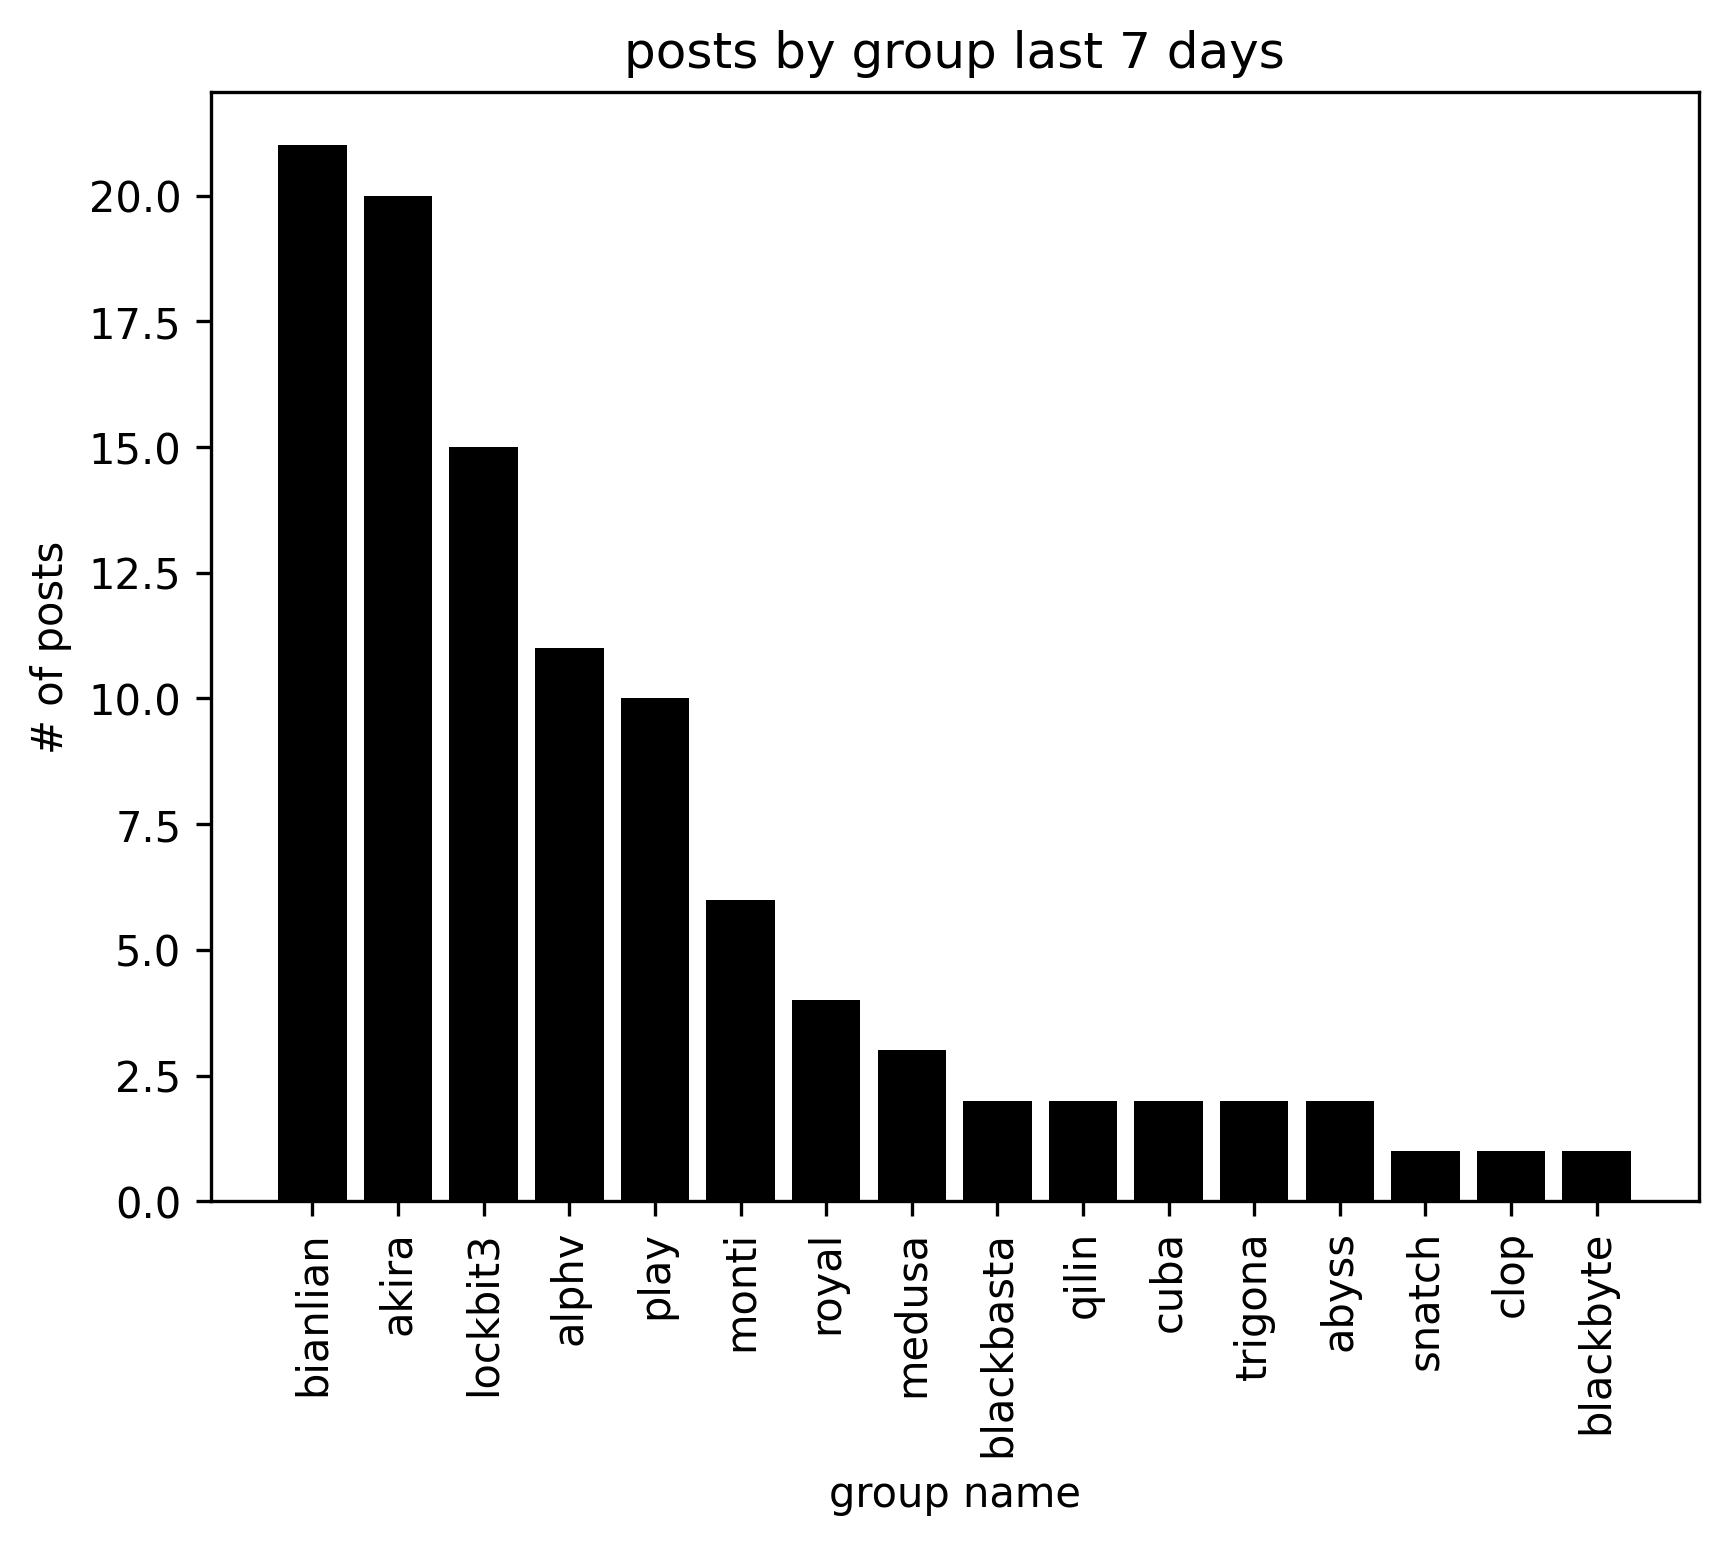 posts by group last 7 days
# of posts
20.0
17.5
15.0
12.5
10.0
7.5
5.0
2.5
0.0
bianlian
akira
lockbit3
alphv
play
monti
royal
medusa
blackbasta
qilin
cuba
trigona
abyss
snatch
clop
blackbyte
group name